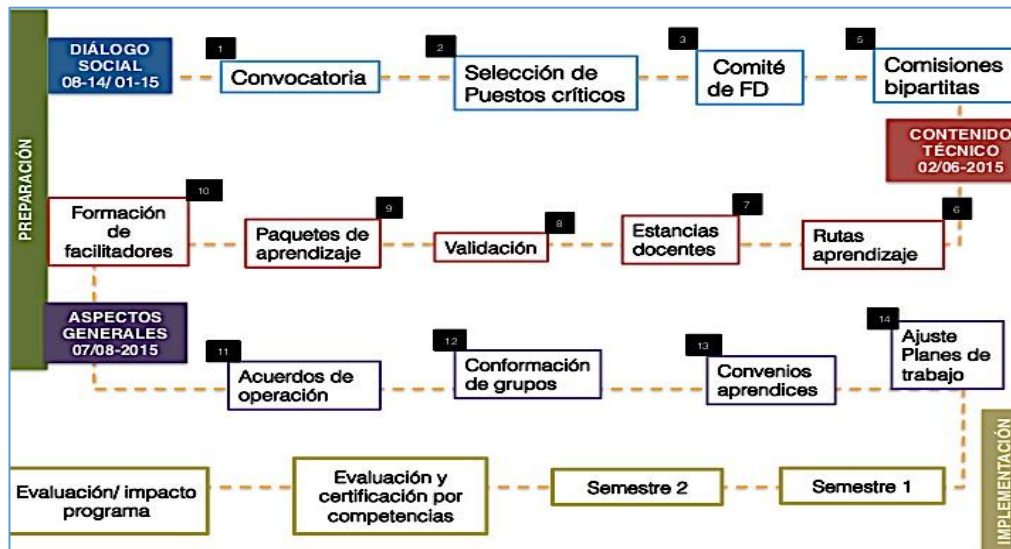 PREPARACIÓN
DIÁLOGO
SOCIAL
08-14/ 01-15
1
Convocatoria
2
Selección de
Puestos críticos
3
Comité
de FD
5
Comisiones
bipartitas
CONTENIDO
TÉCNICO
02/06-2015
6
Rutas
aprendizaje
7
Estancias
docentes
8
Validación
9
Paquetes de
aprendizaje
10
Formación
de
facilitadores
ASPECTOS
GENERALES
07/08-2015
11
Acuerdos de
operación
12
Conformación
de grupos
13
Convenios
aprendices
14
Ajuste
Planes de
trabajo
IMPLEMENTACIÓN
Semestre 1
Semestre 2
Evaluación y
certificación por
competencias
Evaluación/ impacto
programa